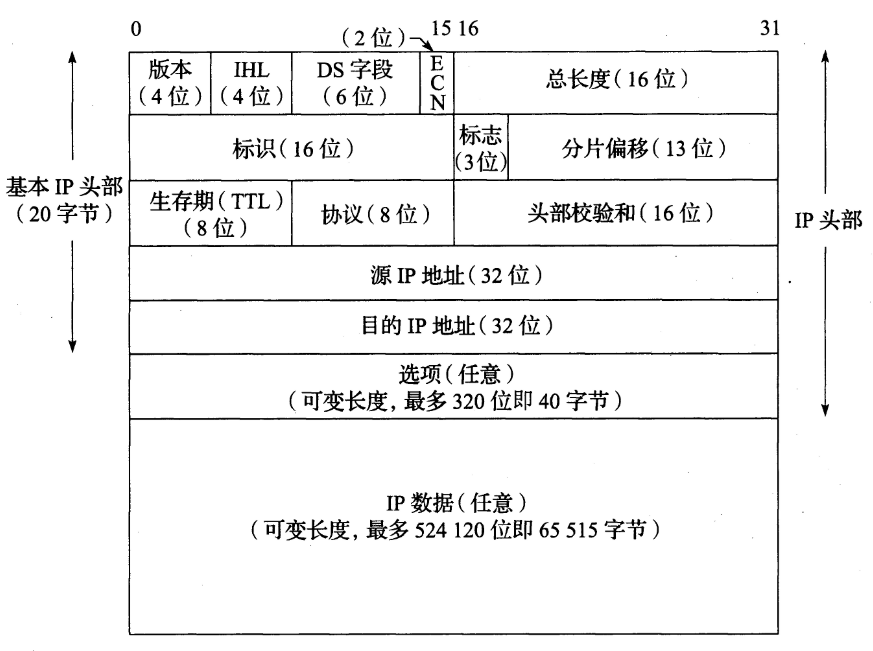 0
(2位)
15 16
31
版本
(4位)
IHL
(4位)
DS 字段
(6位)
ECN
总长度(16位)
标识(16位)
标志
(3位)
分片偏移(13位)
基本 IP 头部
(20字节)
生存期(TTL)
(8位)
协议(8位)
头部校验和(16位)
IP 头部
源 IP 地址(32位)
目的 IP 地址(32位)
选项(任意)
(可变长度, 最多 320 位即 40 字节)
IP 数据(任意)
(可变长度, 最多 524 120 位即 65 515 字节)